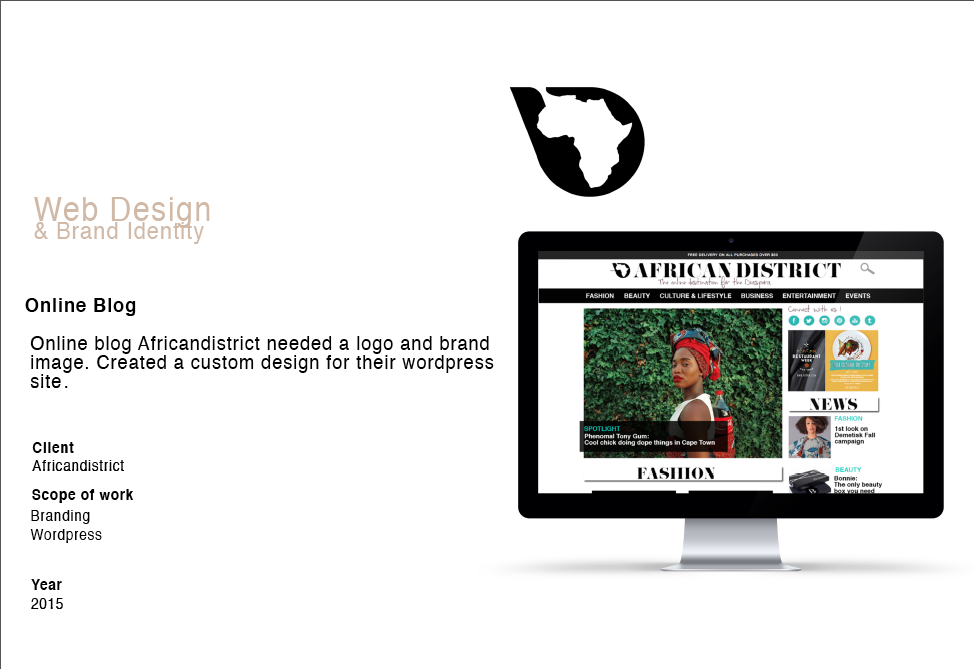 Web Design
& Brand Identity
Online Blog
Online blog Africandistrict needed a logo and brand
image. Created a custom design for their wordpress
site.
Client
Africandistrict
Scope of work
Branding
Wordpress
Year
2015
FREE DELIVERY ON ALL PURCHASES OVER $50
AFRICAN DISTRICT
The online destination for the Diaspora
FASHION BEAUTY CULTURE & LIFESTYLE BUSINESS ENTERTAINMENT EVENTS
Connect with us !
RESTAURANT
WEEK
SPOTLIGHT
Phenomal Tony Gum:
Cool chick doing dope things in Cape Town
NEWS
FASHION
1st look on
Demetisk Fall
campaign
FASHION
BEAUTY
Bonnie:
The only beauty
box you need